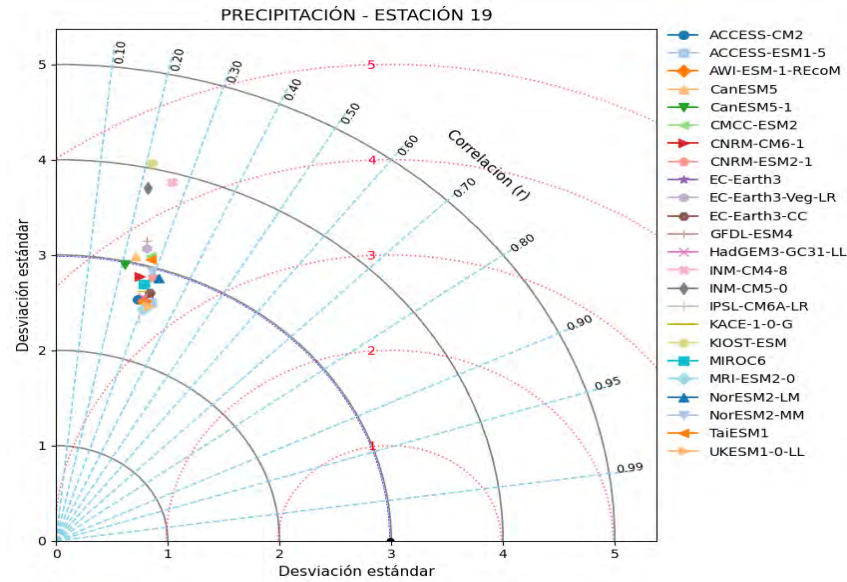 PRECIPITACIÓN - ESTACIÓN 19
Desviación estándar
5
4
3
2
1
0
0.10
0.20
0.30
0.40
0.50
0.60
0.70
0.80
0.90
0.95
0.99
Correlacion (r)
5
4
3
2
1
0
1
2
3
4
5
Desviación estándar
ACCESS-CM2
ACCESS-ESM1-5
AWI-ESM-1-REcoM
CanESM5
CanESM5-1
CMCC-ESM2
CNRM-CM6-1
CNRM-ESM2-1
EC-Earth3
EC-Earth3-Veg-LR
EC-Earth3-CC
GFDL-ESM4
HadGEM3-GC31-LL
INM-CM4-8
INM-CM5-0
IPSL-CM6A-LR
KACE-1-0-G
KIOST-ESM
MIROC6
MRI-ESM2-0
NorESM2-LM
NorESM2-MM
TaiESM1
UKESM1-0-LL